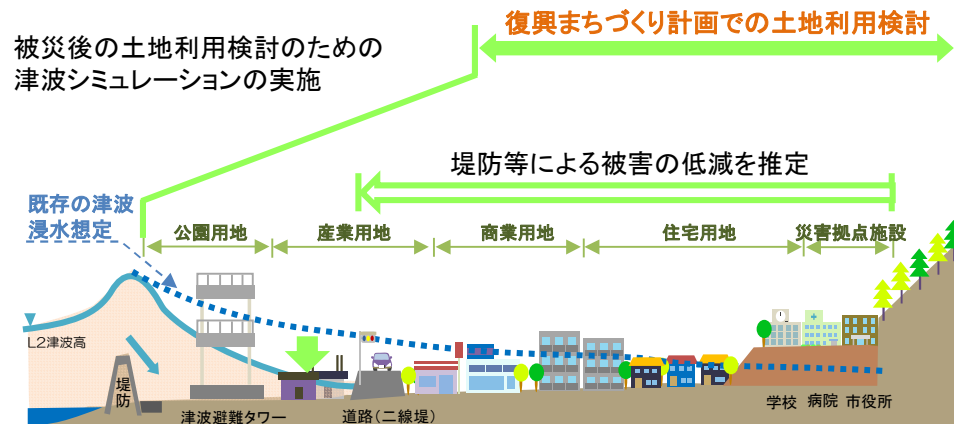 復興まちづくり計画での土地利用検討
被災後の土地利用検討のための
津波シミュレーションの実施
堤防等による被害の低減を推定
既存の津波
浸水想定
公園用地
産業用地
商業用地
住宅用地
災害拠点施設
L2津波高
堤防
津波避難タワー
道路(二線堤)
学校
病院
市役所